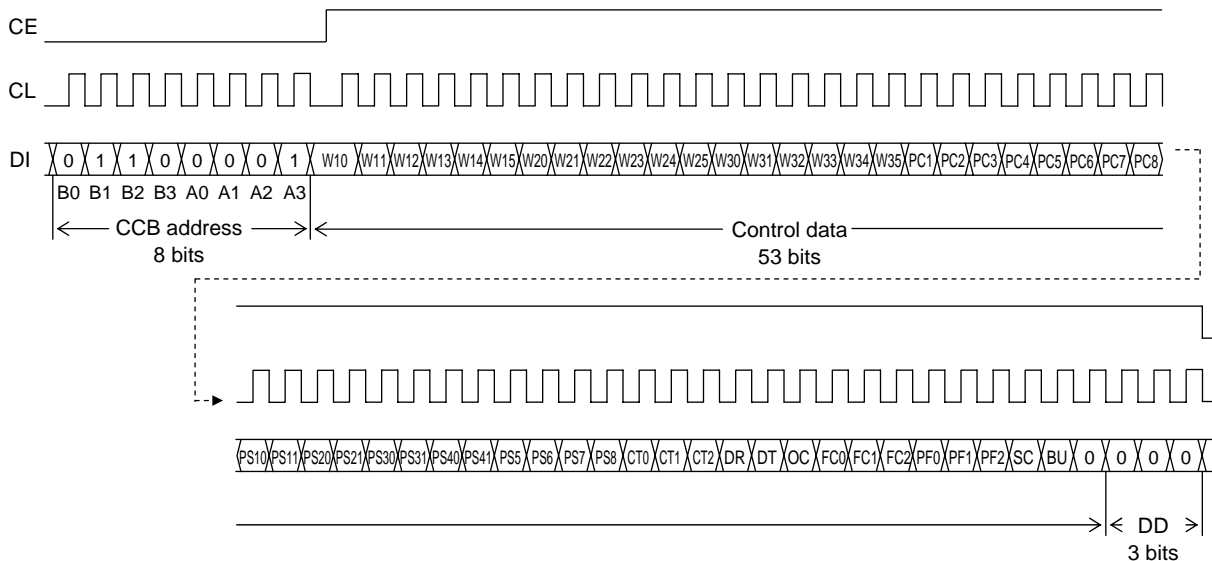 CE
CL
DI 0 1 1 0 0 0 0 1 W10 W11 W12 W13 W14 W15 W20 W21 W22 W23 W24 W25 W30 W31 W32 W33 W34 W35 PC1 PC2 PC3 PC4 PC5 PC6 PC7 PC8
B0 B1 B2 B3 A0 A1 A2 A3
CCB address Control data
8 bits 53 bits
PS10 PS11 PS20 PS21 PS30 PS31 PS40 PS41 PS5 PS6 PS7 PS8 CT0 CT1 CT2 DR DT OC FC0 FC1 FC2 PF0 PF1 PF2 SC BU 0 0 0 0
DD
3 bits